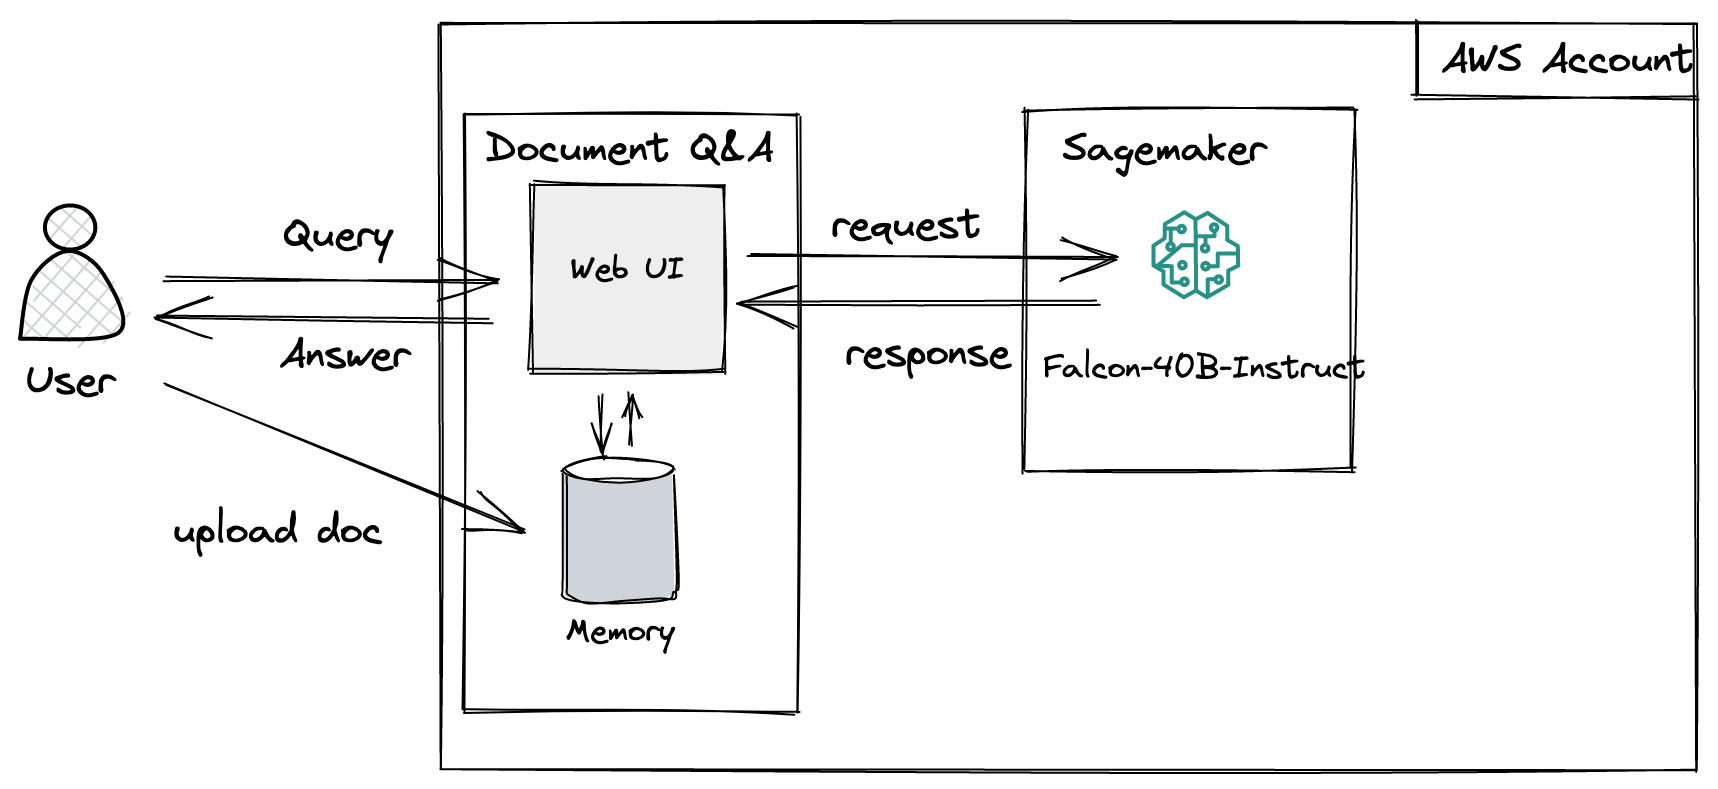 AWS Account
Document Q&A
Sagemaker
Query
request
Web UI
Answer
response
Falcon-40B-Instruct
User
upload doc
Memory